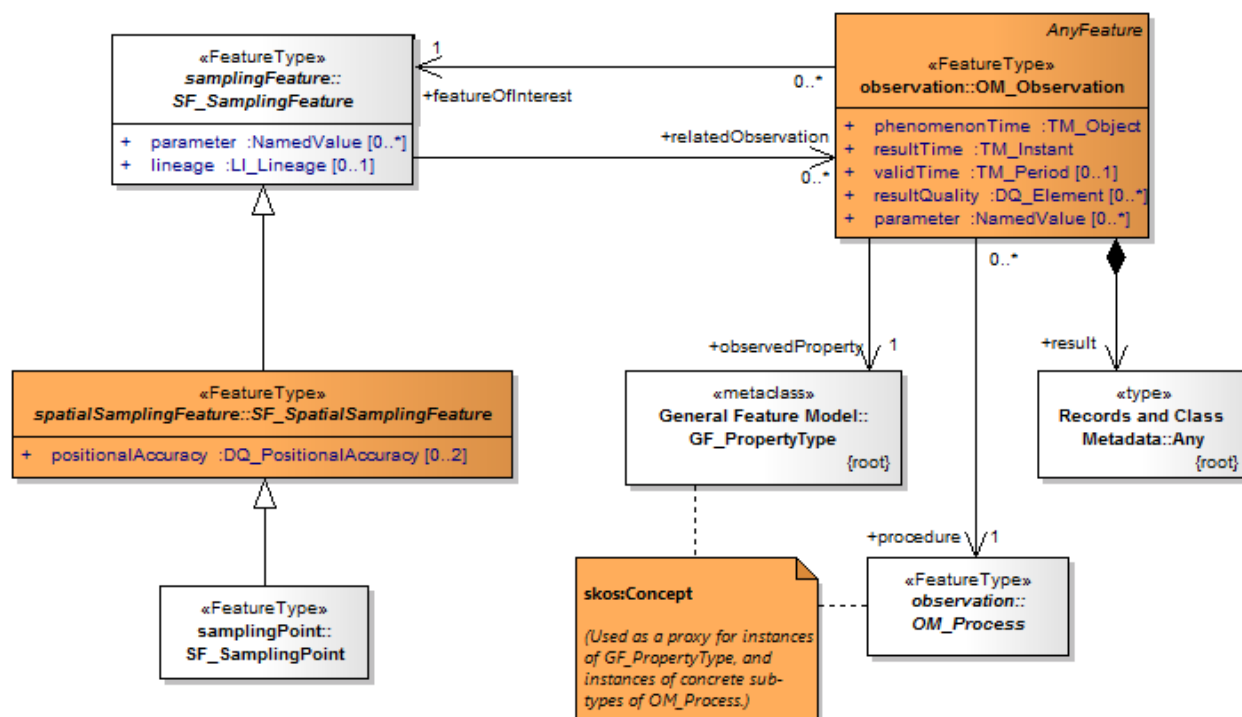 «FeatureType»
samplingFeature::
SF_SamplingFeature
+ parameter :NamedValue [0..*]
+ lineage :LI_Lineage [0..1]
1
+featureOfInterest
0..*
+relatedObservation
0..*
AnyFeature
«FeatureType»
observation::OM_Observation
+ phenomenonTime :TM_Object
+ resultTime :TM_Instant
+ validTime :TM_Period [0..1]
+ resultQuality :DQ_Element [0..*]
+ parameter :NamedValue [0..*]
0..*
+observedProperty
1
+result
«FeatureType»
spatialSamplingFeature::SF_SpatialSamplingFeature
+ positionalAccuracy :DQ_PositionalAccuracy [0..2]
«metaclass»
General Feature Model::
GF_PropertyType
{root}
«type»
Records and Class
Metadata::Any
{root}
+procedure
1
«FeatureType»
samplingPoint::
SF_SamplingPoint
skos:Concept
(Used as a proxy for instances
of GF_PropertyType, and
instances of concrete sub-
types of OM_Process.)
«FeatureType»
observation::
OM_Process